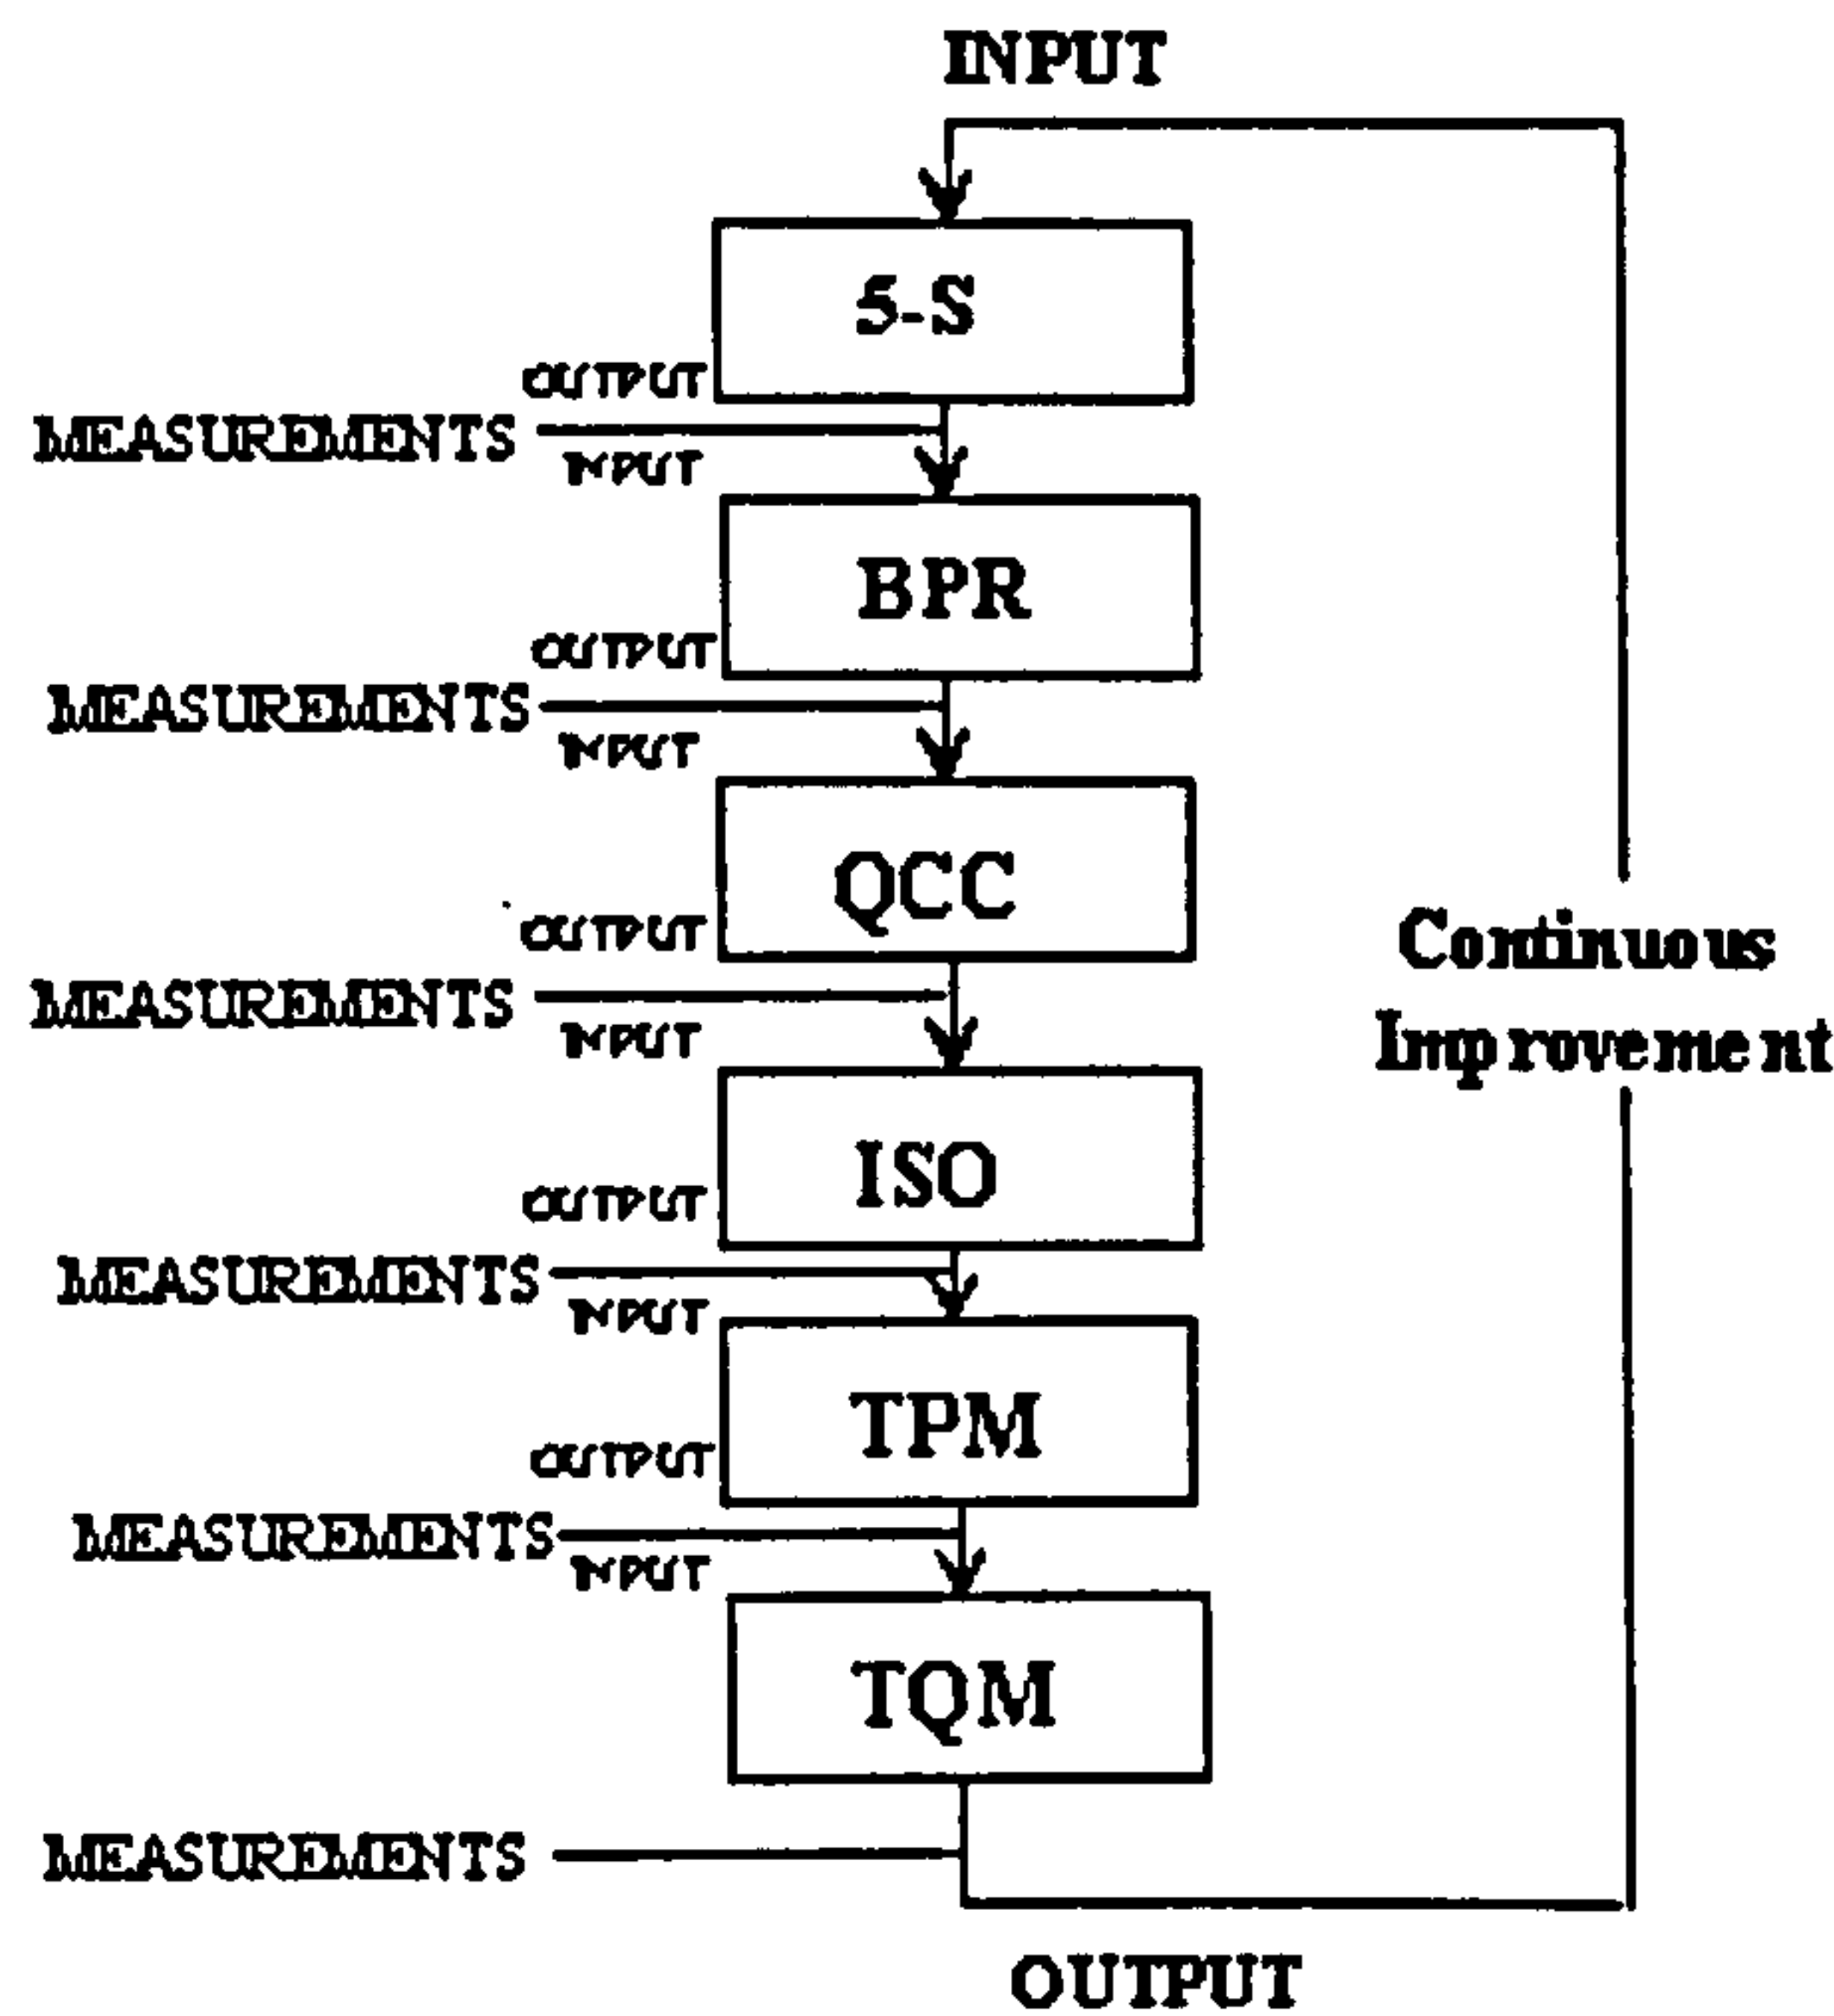 INPUT
5-S
OUTPUT
MEASUREMENTS
INPUT
BPR
OUTPUT
MEASUREMENTS
INPUT
QCC
OUTPUT
MEASUREMENTS
INPUT
Continuous
Improvement
ISO
OUTPUT
MEASUREMENTS
INPUT
TPM
OUTPUT
MEASUREMENTS
INPUT
TQM
MEASUREMENTS
OUTPUT